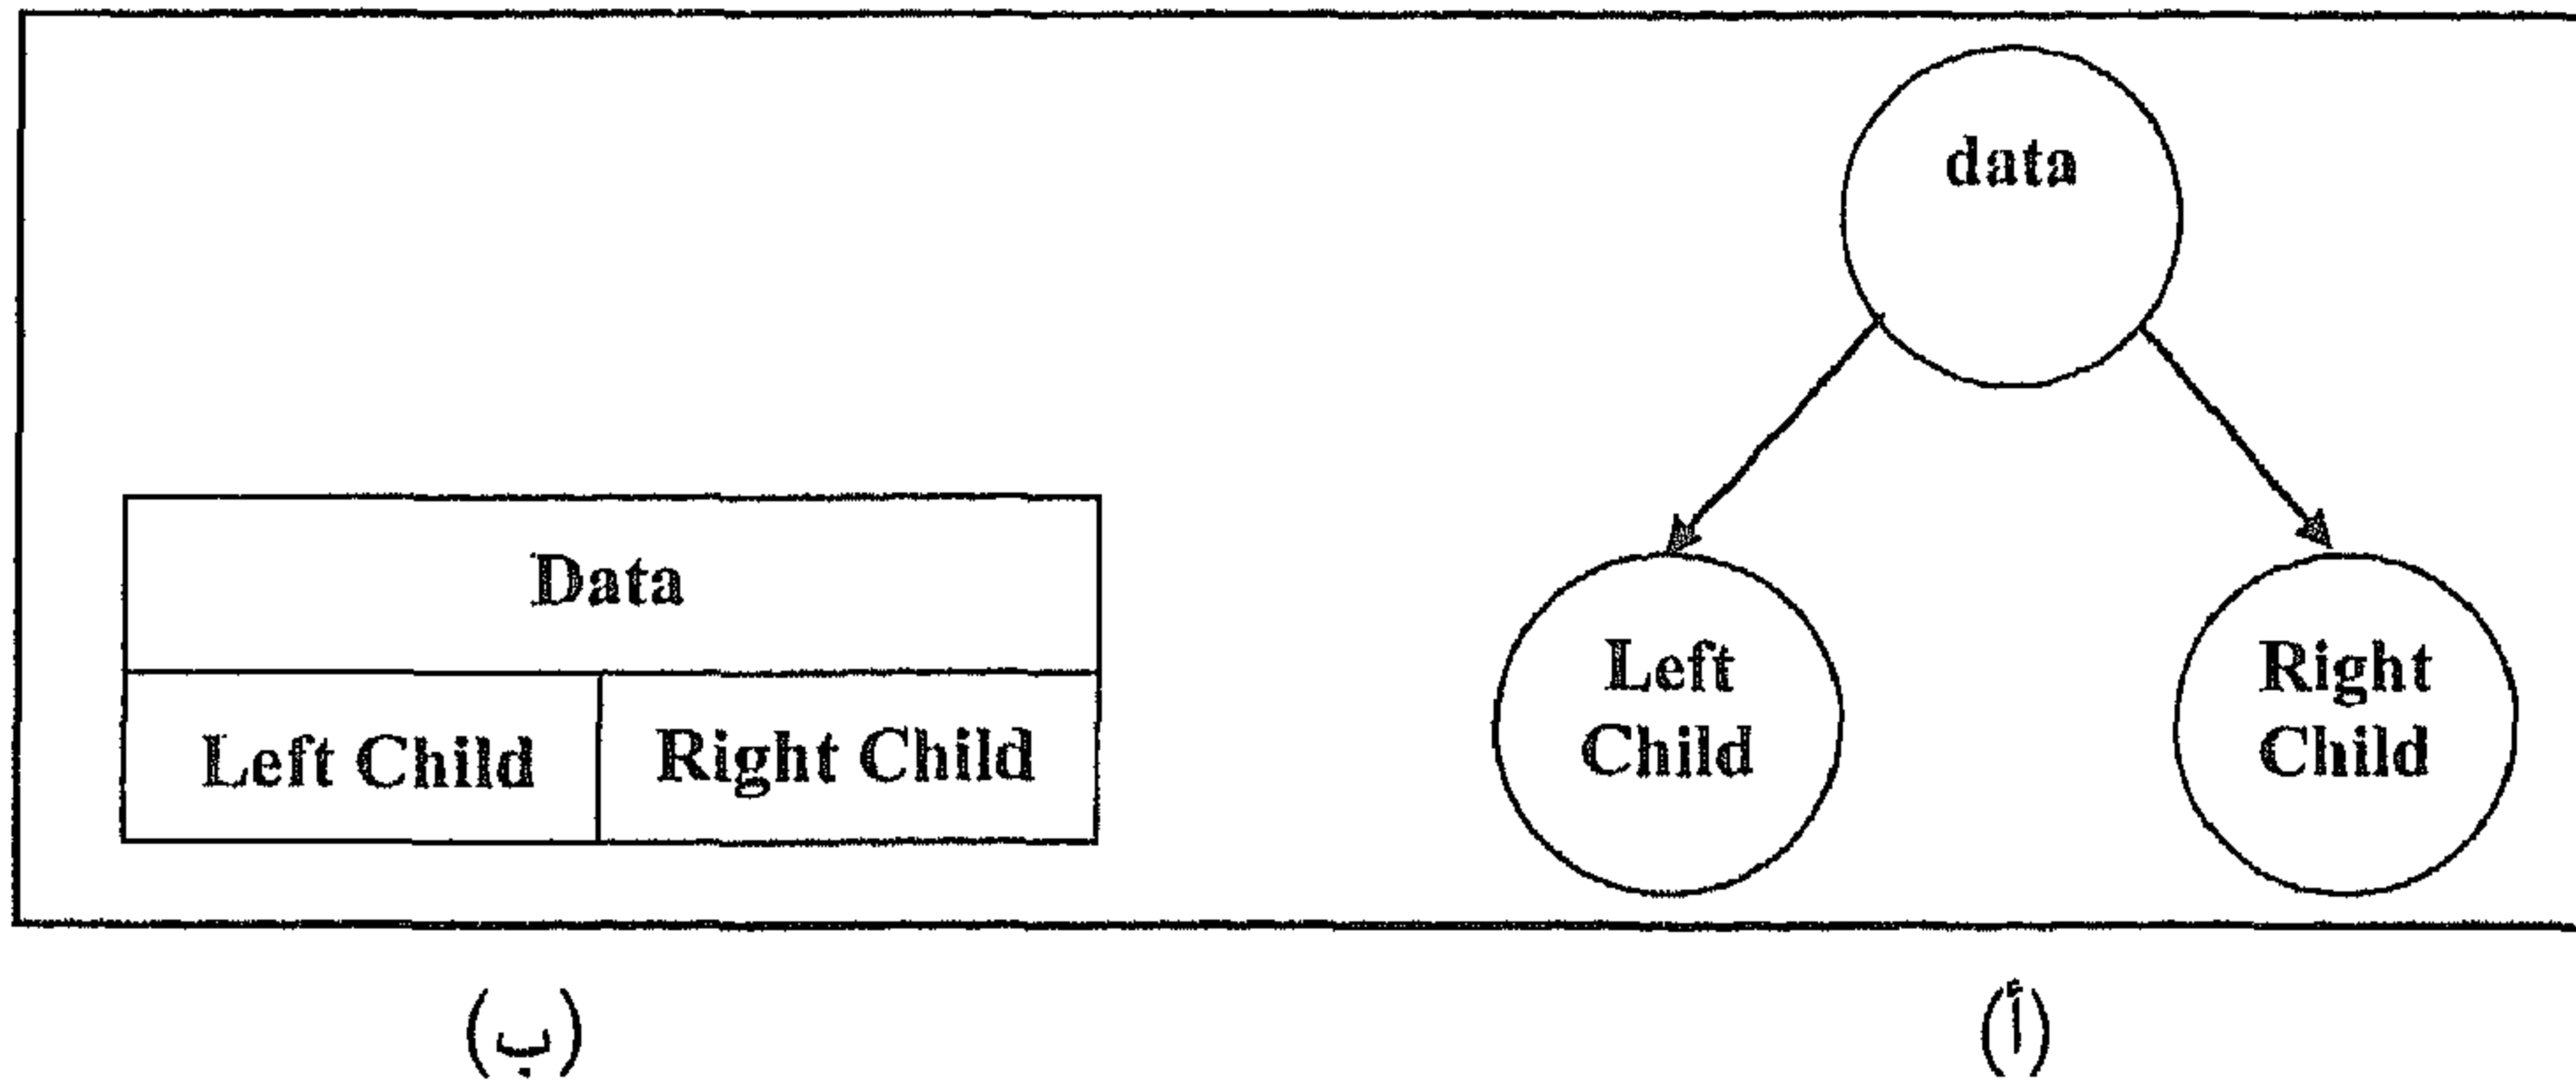 data
Left
Child
Right
Child
Data
Left Child
Right Child
(أ)
(ب)